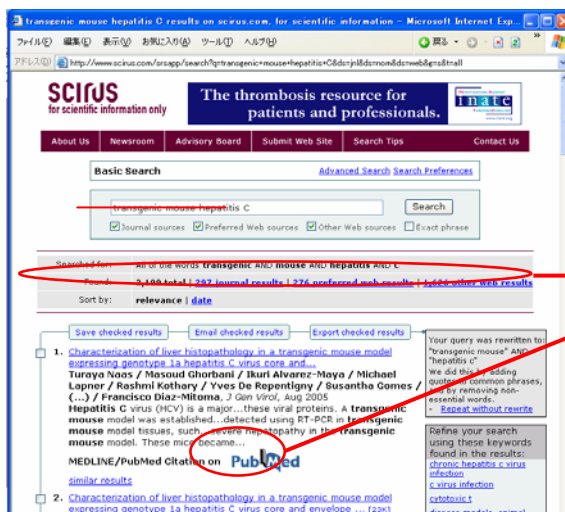 transgenic mouse hepatitis C results on scirus.com, for scientific information - Microsoft Internet Exp...
ファイル(F) 編集(E) 表示(V) お気に入り(A) ツール(T) ヘルプ(H) 戻る
アドレス(D) http://www.scirus.com/srsapp/search?q=transgenic+mouse+hepatitis+C&ds=jnl&ds=nom&ds=web&g=s&t=all
SCIRUS
for scientific information only
The thrombosis resource for
patients and professionals.
inate
About Us Newsroom Advisory Board Submit Web Site Search Tips Contact Us
Basic Search Advanced Search Search Preferences
transgenic mouse hepatitis C Search
Journal sources Preferred Web sources Other Web sources Exact phrase
Searched for: All of the words transgenic AND mouse AND hepatitis AND C
Found: 2,199 total | 297 journal results | 276 preferred web results | 1,626 other web results
Sort by: relevance | date
Save checked results Email checked results Export checked results
Your query was rewritten to:
"transgenic mouse" AND
"hepatitis c"
We did this by adding
quotes to common phrases,
and by removing non-
essential words.
- Repeat without rewrite
1. Characterization of liver histopathology in a transgenic mouse model
expressing genotype 1a hepatitis C virus core and...
Turaya Naas / Masoud Ghorbani / Ikuri Alvarez-Maya / Michael
Lapner / Rashmi Kothary / Yves De Repentigny / Susantha Gomes /
(...) / Francisco Diaz-Mitoma, J Gen Virol, Aug 2005
Hepatitis C virus (HCV) is a major...these viral proteins. A transgenic
mouse model was established...detected using RT-PCR in transgenic
mouse model tissues, such...severe hepatopathy in the transgenic
mouse model. These mice became...
MEDLINE/PubMed Citation on PubMed
similar results
Refine your search
using these keywords
found in the results:
chronic hepatitis c virus
infection
c virus infection
cytotoxic t
disease models, animal
2. Characterization of liver histopathology in a transgenic mouse model
expressing genotype 1a hepatitis C virus core and envelope ... [23K]